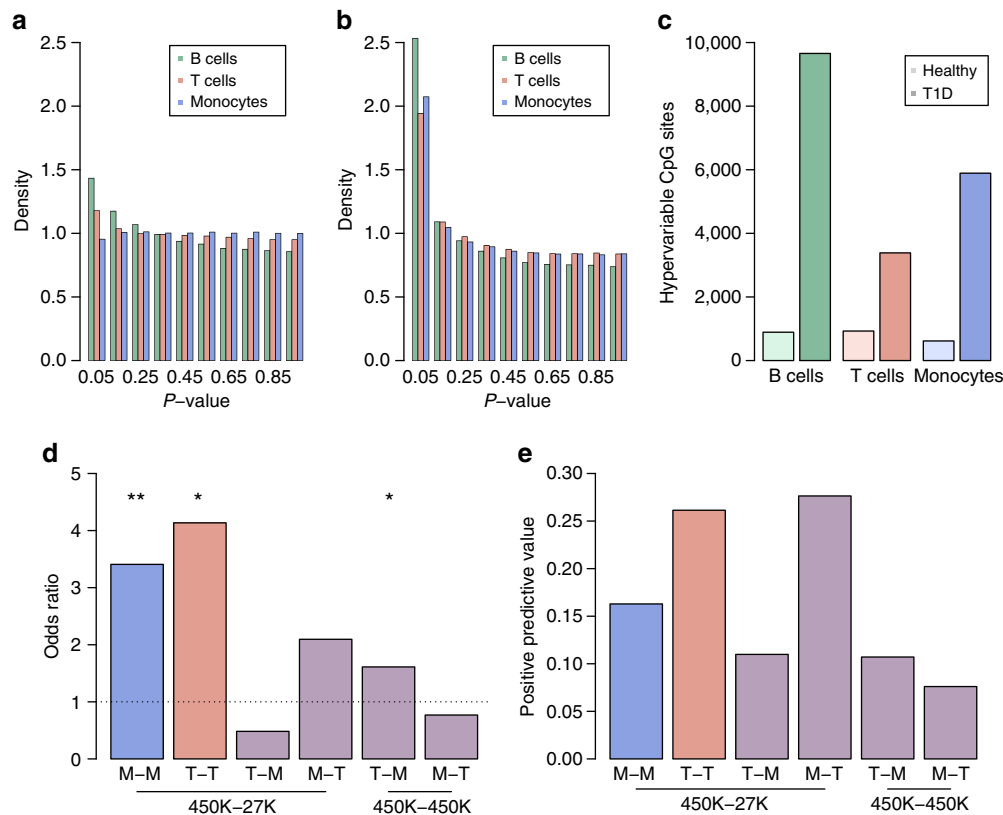 a
2.5
2.0
1.5
1.0
0.5
0.0
Density
B cells
T cells
Monocytes
0.05 0.25 0.45 0.65 0.85
P–value
b
2.5
2.0
1.5
1.0
0.5
0.0
Density
B cells
T cells
Monocytes
0.05 0.25 0.45 0.65 0.85
P–value
c
10,000
8,000
6,000
4,000
2,000
0
Hypervariable CpG sites
Healthy
T1D
B cells T cells Monocytes
d
5
4
3
2
1
0
Odds ratio
** * *
M–M T–T T–M M–T T–M M–T
450K–27K 450K–450K
e
0.30
0.25
0.20
0.15
0.10
0.05
0.00
Positive predictive value
M–M T–T T–M M–T T–M M–T
450K–27K 450K–450K